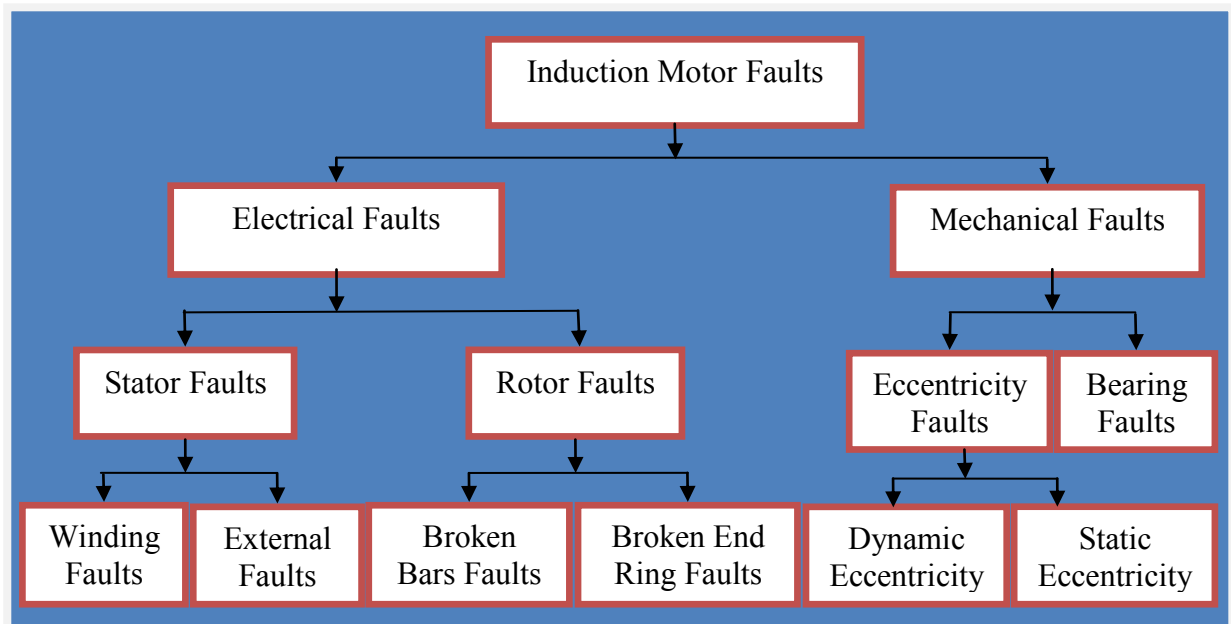 Induction Motor Faults
Electrical Faults
Mechanical Faults
Stator Faults
Rotor Faults
Eccentricity
Faults
Bearing
Faults
Winding
Faults
External
Faults
Broken
Bars Faults
Broken End
Ring Faults
Dynamic
Eccentricity
Static
Eccentricity